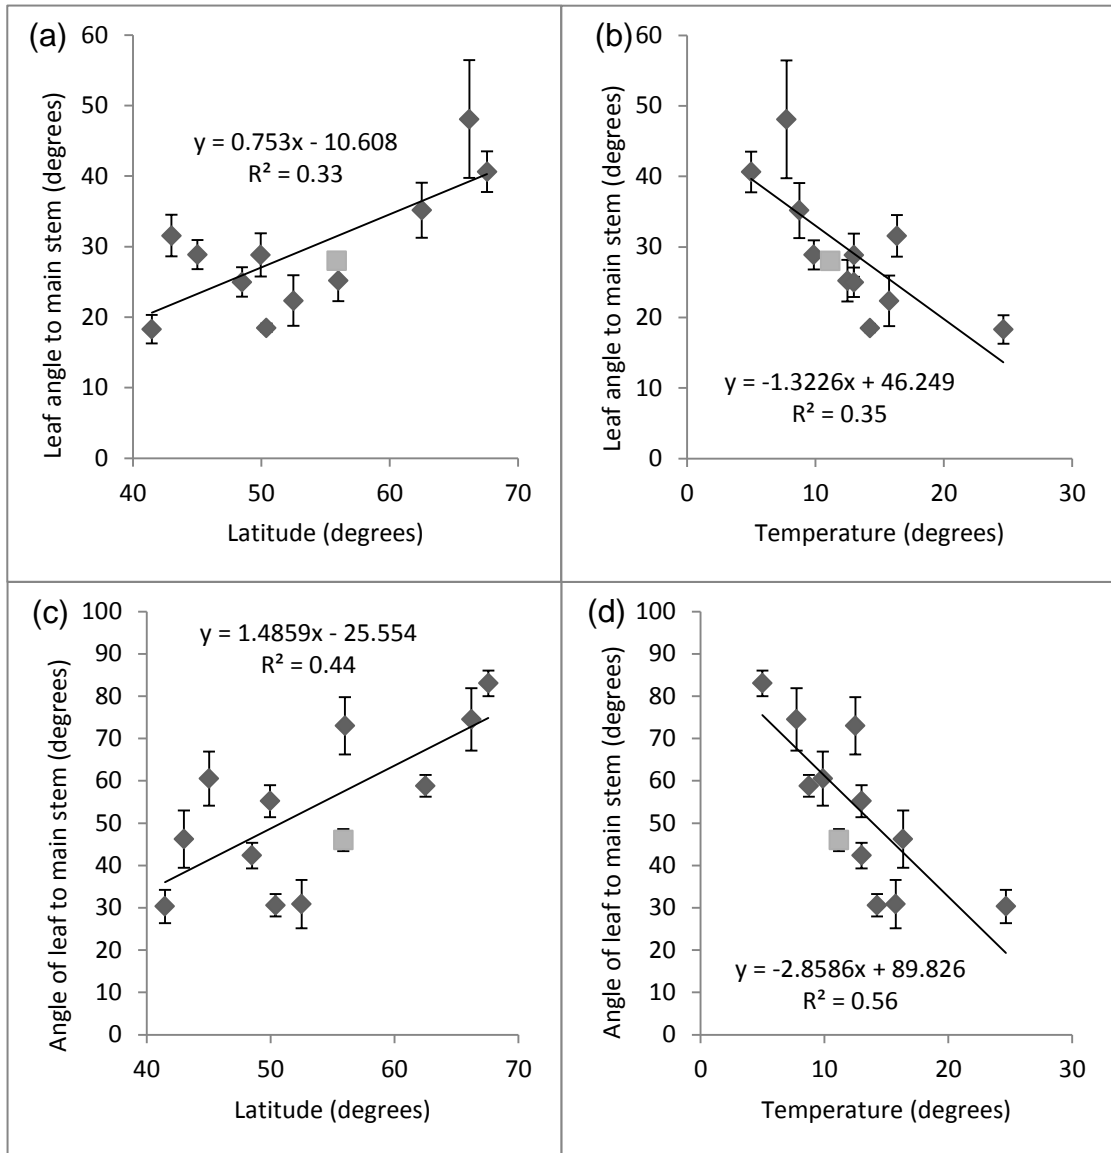 (a)
60
50
40
30
20
10
0
y = 0.753x - 10.608
R² = 0.33
40 50 60 70
Latitude (degrees)
Leaf angle to main stem (degrees)
(b)
60
50
40
30
20
10
0
y = -1.3226x + 46.249
R² = 0.35
0 10 20 30
Temperature (degrees)
Leaf angle to main stem (degrees)
(c)
100
90
80
70
60
50
40
30
20
10
0
y = 1.4859x - 25.554
R² = 0.44
40 50 60 70
Latitude (degrees)
Angle of leaf to main stem (degrees)
(d)
100
90
80
70
60
50
40
30
20
10
0
y = -2.8586x + 89.826
R² = 0.56
0 10 20 30
Temperature (degrees)
Angle of leaf to main stem (degrees)